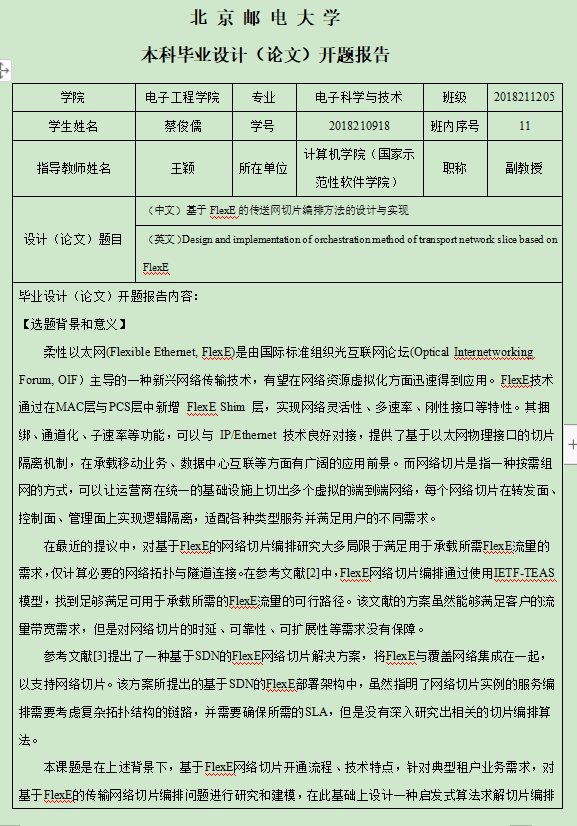 北 京 邮 电 大 学
本科毕业设计（论文）开题报告
学院 电子工程学院 专业 电子科学与技术 班级 2018211205
学生姓名 蔡俊儒 学号 2018210918 班内序号 11
指导教师姓名 王颖 所在单位 计算机学院（国家示范性软件学院） 职称 副教授
设计（论文）题目
（中文）基于 FlexE 的传送网切片编排方法的设计与实现
（英文）Design and implementation of orchestration method of transport network slice based on
FlexE
毕业设计（论文）开题报告内容：
【选题背景和意义】
柔性以太网(Flexible Ethernet, FlexE)是由国际标准组织光互联网论坛(Optical Internetworking
Forum, OIF）主导的一种新兴网络传输技术，有望在网络资源虚拟化方面迅速得到应用。FlexE技术
通过在MAC层与PCS层中新增 FlexE Shim 层，实现网络灵活性、多速率、刚性接口等特性。其捆
绑、通道化、子速率等功能，可以与 IP/Ethernet 技术良好对接，提供了基于以太网物理接口的切片
隔离机制，在承载移动业务、数据中心互联等方面有广阔的应用前景。而网络切片是指一种按需组
网的方式，可以让运营商在统一的基础设施上切出多个虚拟的端到端网络，每个网络切片在转发面、
控制面、管理面上实现逻辑隔离，适配各种类型服务并满足用户的不同需求。
在最近的提议中，对基于FlexE的网络切片编排研究大多局限于满足用于承载所需FlexE流量的
需求,仅计算必要的网络拓扑与隧道连接。在参考文献[2]中,FlexE网络切片编排通过使用IETF-TEAS
模型，找到足够满足可用于承载所需的FlexE流量的可行路径。该文献的方案虽然能够满足客户的流
量带宽需求，但是对网络切片的时延、可靠性、可扩展性等需求没有保障。
参考文献[3]提出了一种基于SDN的FlexE网络切片解决方案，将FlexE与覆盖网络集成在一起，
以支持网络切片。该方案所提出的基于SDN的FlexE部署架构中，虽然指明了网络切片实例的服务编
排需要考虑复杂拓扑结构的链路，并需要确保所需的SLA，但是没有深入研究出相关的切片编排算
法。
本课题是在上述背景下，基于FlexE网络切片开通流程、技术特点，针对典型租户业务需求，对
基于FlexE的传输网络切片编排问题进行研究和建模，在此基础上设计一种启发式算法求解切片编排